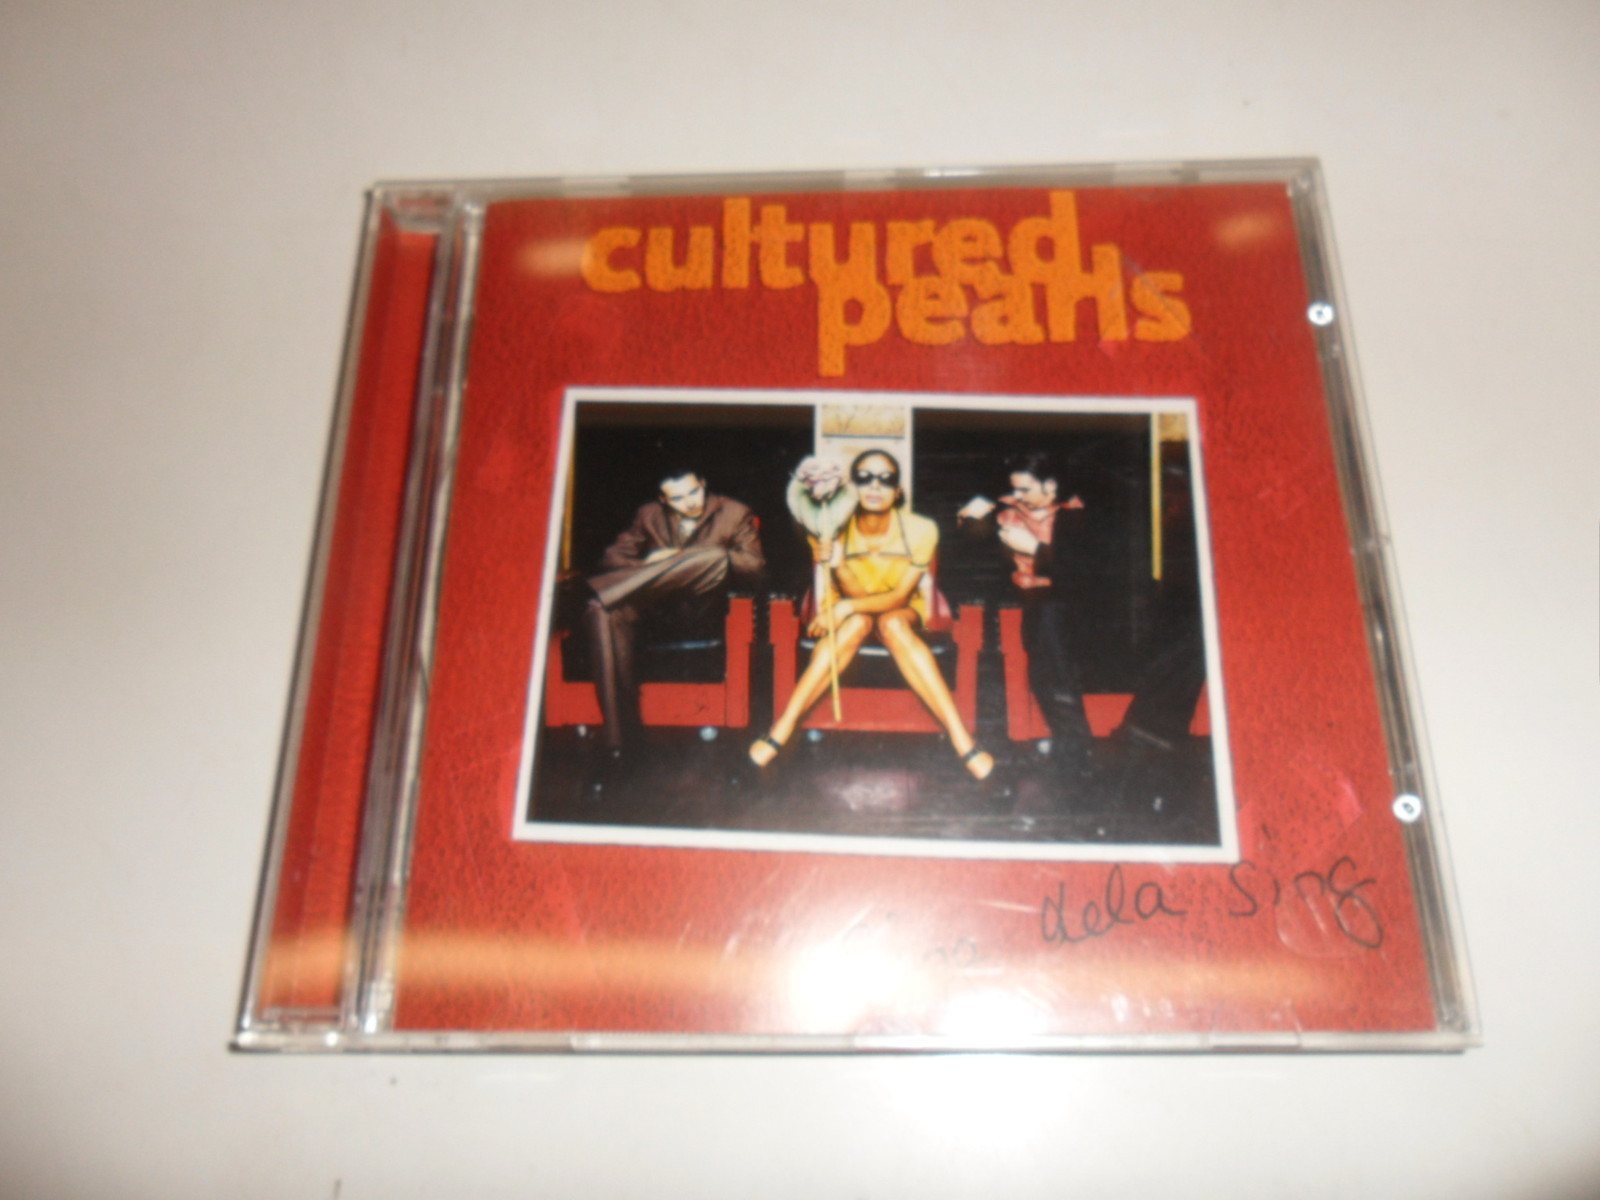 cultured
pearls
dela sing